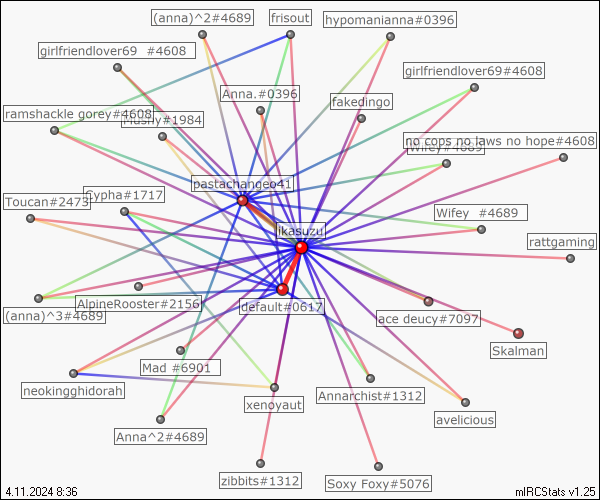 (anna)^2#4689
frisout
hypomanianna#0396
girlfriendlover69 #4608
girlfriendlover69#4608
Anna.#0396
fakedingo
ramshackle gorey#4608
Mushy#1984
no cops no laws no hope#4608
Wifey#4689
pastachangeo41
Toucan#2473
Cypha#1717
Wifey #4689
ikasuzu
rattgaming
AlpineRooster#2156
default#0617
(anna)^3#4689
ace deucy#7097
Skalman
Mad #6901
neokingghidorah
Annarchist#1312
xenoyaut
avelicious
Anna^2#4689
zibbits#1312
Soxy Foxy#5076
4.11.2024 8:36
mIRCStats v1.25